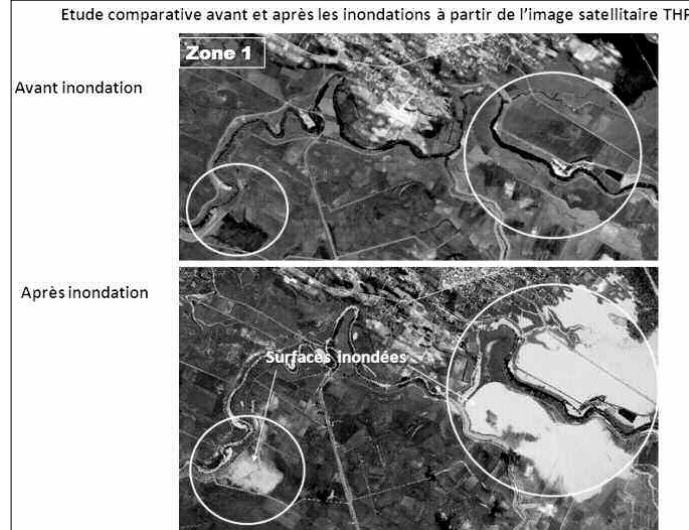 Etude comparative avant et après les inondations à partir de l'image satellitaire THR
Zone 1
Avant inondation
Après inondation
Surfaces inondées